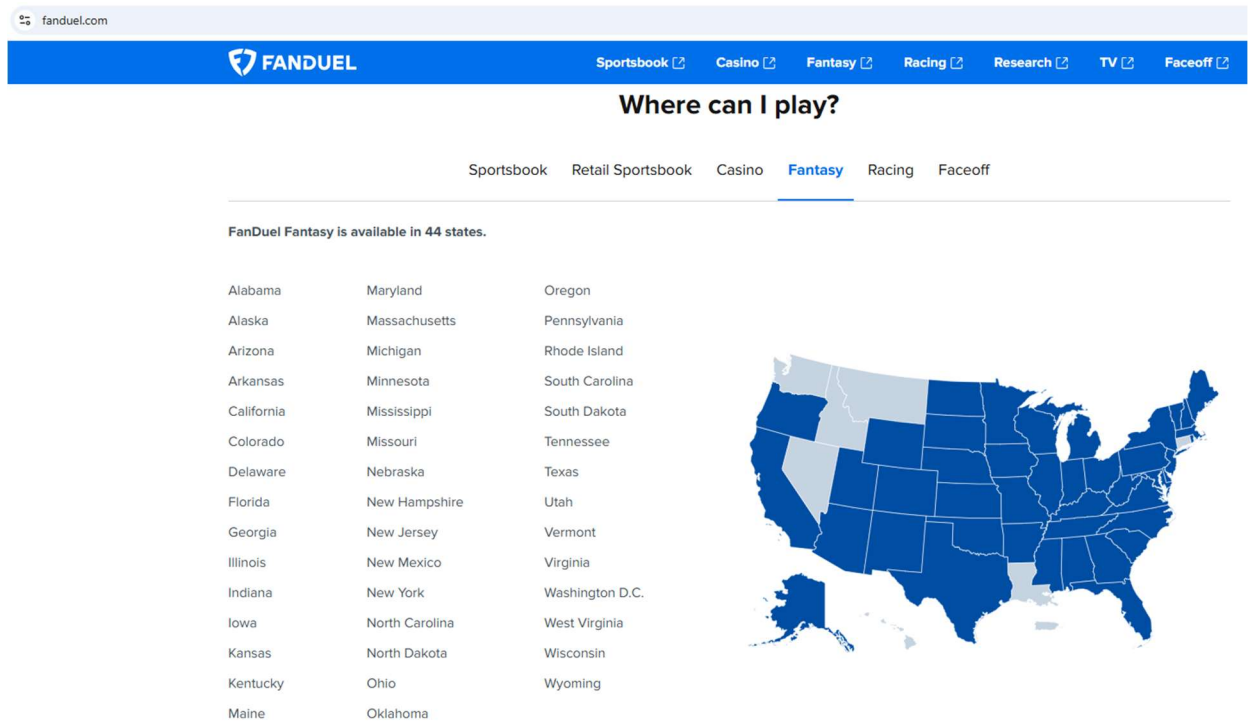 fanduel.com
FANDUEL Sportsbook Casino Fantasy Racing Research TV Faceoff
Where can I play?
Sportsbook Retail Sportsbook Casino Fantasy Racing Faceoff
FanDuel Fantasy is available in 44 states.
Alabama Maryland Oregon
Alaska Massachusetts Pennsylvania
Arizona Michigan Rhode Island
Arkansas Minnesota South Carolina
California Mississippi South Dakota
Colorado Missouri Tennessee
Delaware Nebraska Texas
Florida New Hampshire Utah
Georgia New Jersey Vermont
Illinois New Mexico Virginia
Indiana New York Washington D.C.
Iowa North Carolina West Virginia
Kansas North Dakota Wisconsin
Kentucky Ohio Wyoming
Maine Oklahoma